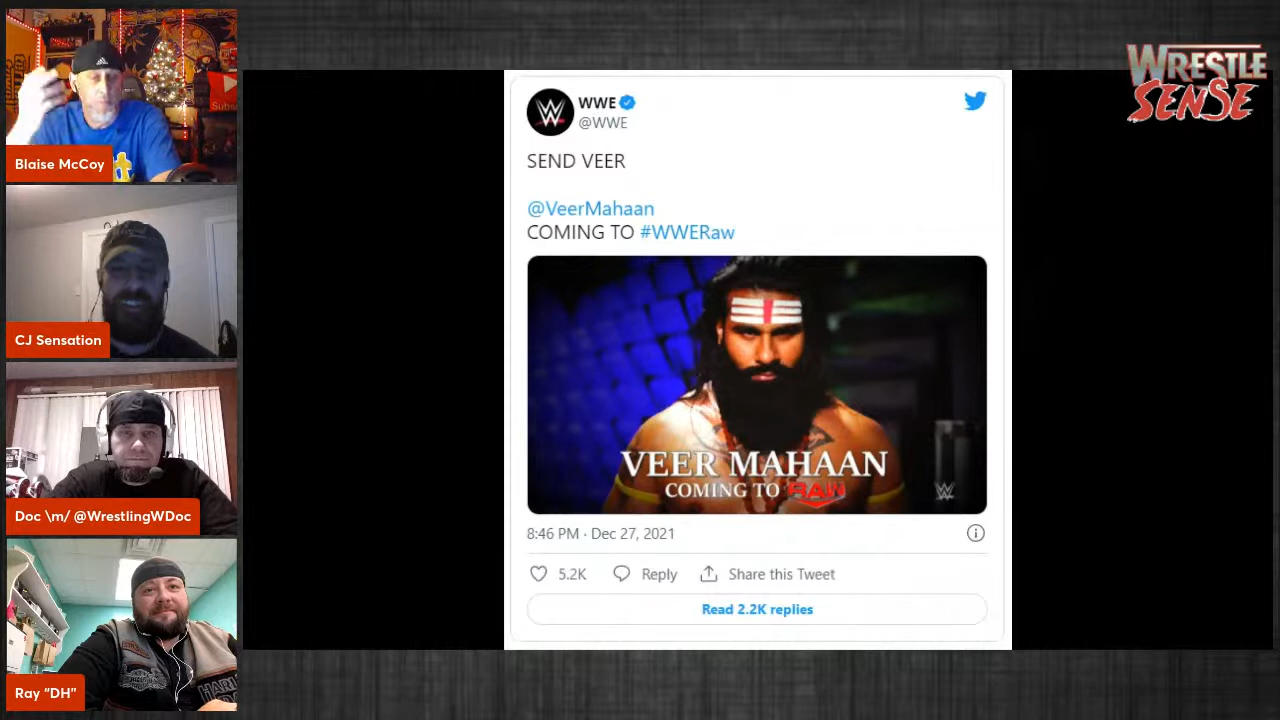 Blaise McCoy
CJ Sensation
Doc \m/ @WrestlingWDoc
Ray “DH”
WWE
@WWE
SEND VEER
@VeerMahaan
COMING TO #WWERaw
VEER MAHAAN
COMING TO RAW
8:46 PM · Dec 27, 2021
5.2K Reply Share this Tweet
Read 2.2K replies
WRESTLE
SENSE